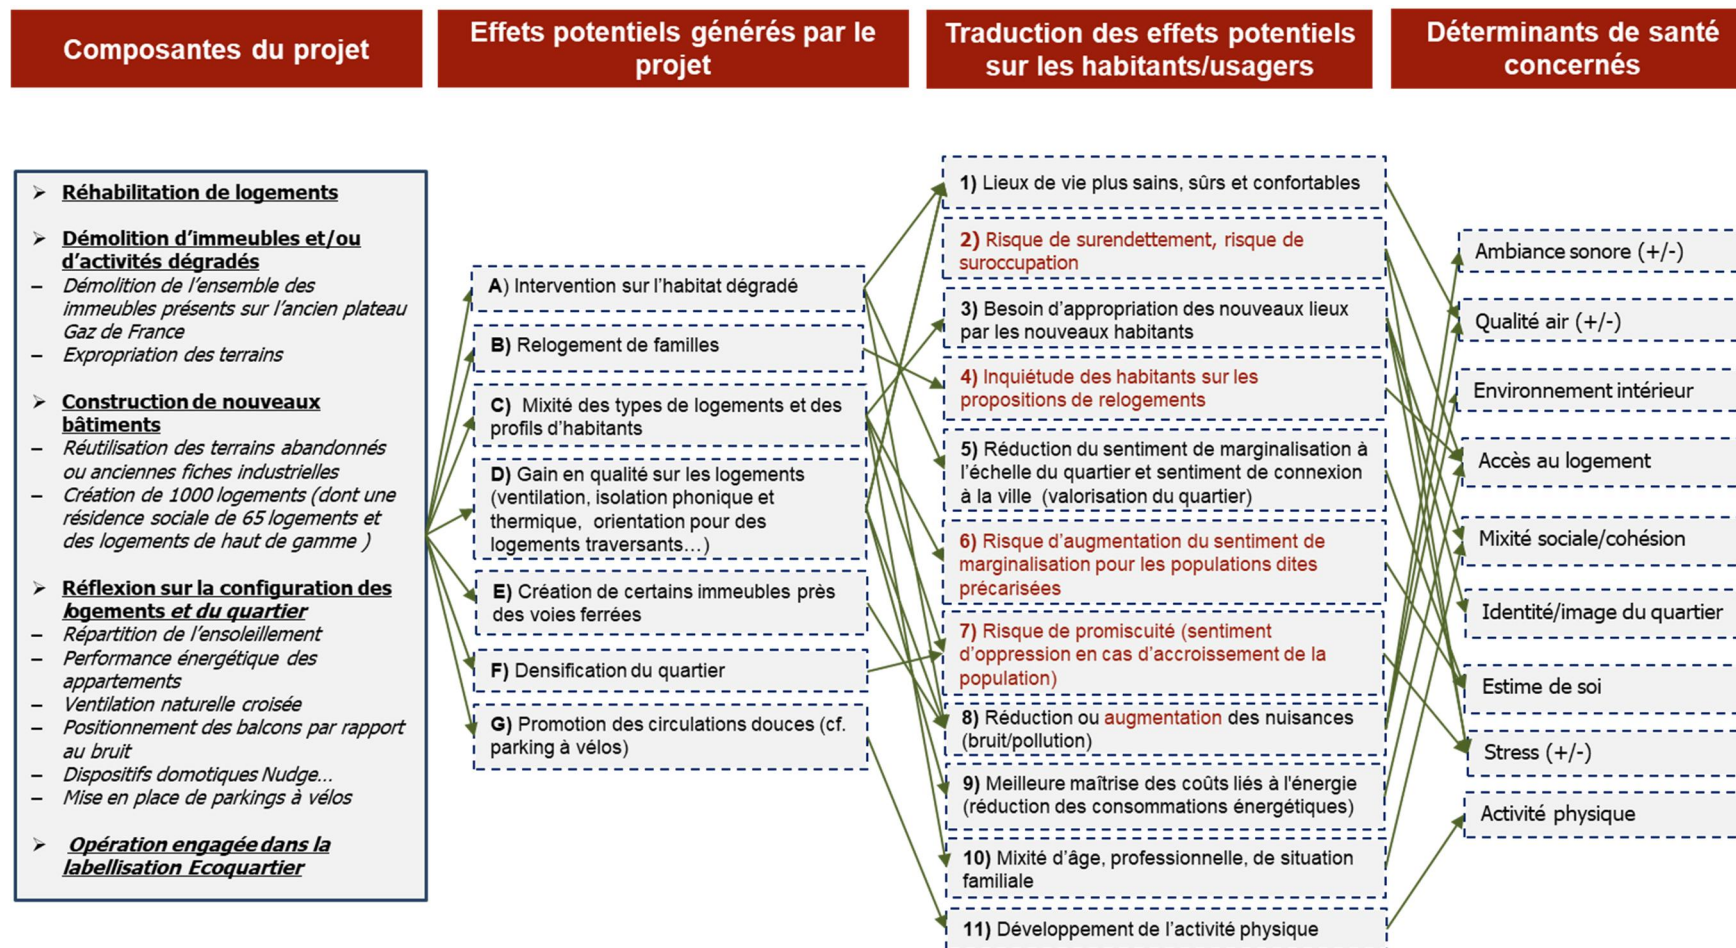 Composantes du projet
Effets potentiels générés par le
projet
Traduction des effets potentiels
sur les habitants/usagers
Déterminants de santé
concernés
➢ Réhabilitation de logements
➢ Démolition d’immeubles et/ou
d’activités dégradés
– Démolition de l’ensemble des
immeubles présents sur l’ancien plateau
Gaz de France
– Expropriation des terrains
➢ Construction de nouveaux
bâtiments
– Réutilisation des terrains abandonnés
ou anciennes fiches industrielles
– Création de 1000 logements (dont une
résidence sociale de 65 logements et
des logements de haut de gamme )
➢ Réflexion sur la configuration des
logements et du quartier
– Répartition de l’ensoleillement
– Performance énergétique des
appartements
– Ventilation naturelle croisée
– Positionnement des balcons par rapport
au bruit
– Dispositifs domotiques Nudge…
– Mise en place de parkings à vélos
➢ Opération engagée dans la
labellisation Ecoquartier
A) Intervention sur l’habitat dégradé
B) Relogement de familles
C) Mixité des types de logements et des
profils d’habitants
D) Gain en qualité sur les logements
(ventilation, isolation phonique et
thermique, orientation pour des
logements traversants…)
E) Création de certains immeubles près
des voies ferrées
F) Densification du quartier
G) Promotion des circulations douces (cf.
parking à vélos)
1) Lieux de vie plus sains, sûrs et confortables
2) Risque de surendettement, risque de
suroccupation
3) Besoin d’appropriation des nouveaux lieux
par les nouveaux habitants
4) Inquiétude des habitants sur les
propositions de relogements
5) Réduction du sentiment de marginalisation à
l’échelle du quartier et sentiment de connexion
à la ville (valorisation du quartier)
6) Risque d’augmentation du sentiment de
marginalisation pour les populations dites
précarisées
7) Risque de promiscuité (sentiment
d’oppression en cas d’accroissement de la
population)
8) Réduction ou augmentation des nuisances
(bruit/pollution)
9) Meilleure maîtrise des coûts liés à l'énergie
(réduction des consommations énergétiques)
10) Mixité d’âge, professionnelle, de situation
familiale
11) Développement de l’activité physique
Ambiance sonore (+/-)
Qualité air (+/-)
Environnement intérieur
Accès au logement
Mixité sociale/cohésion
Identité/image du quartier
Estime de soi
Stress (+/-)
Activité physique